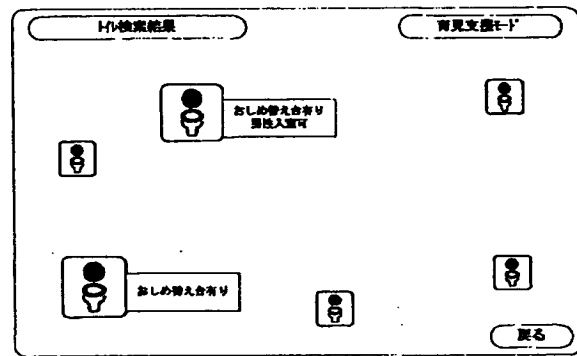 トイレ検索結果
育児支援モード
おしめ替え台有り
男性入室可
おしめ替え台有り
戻る